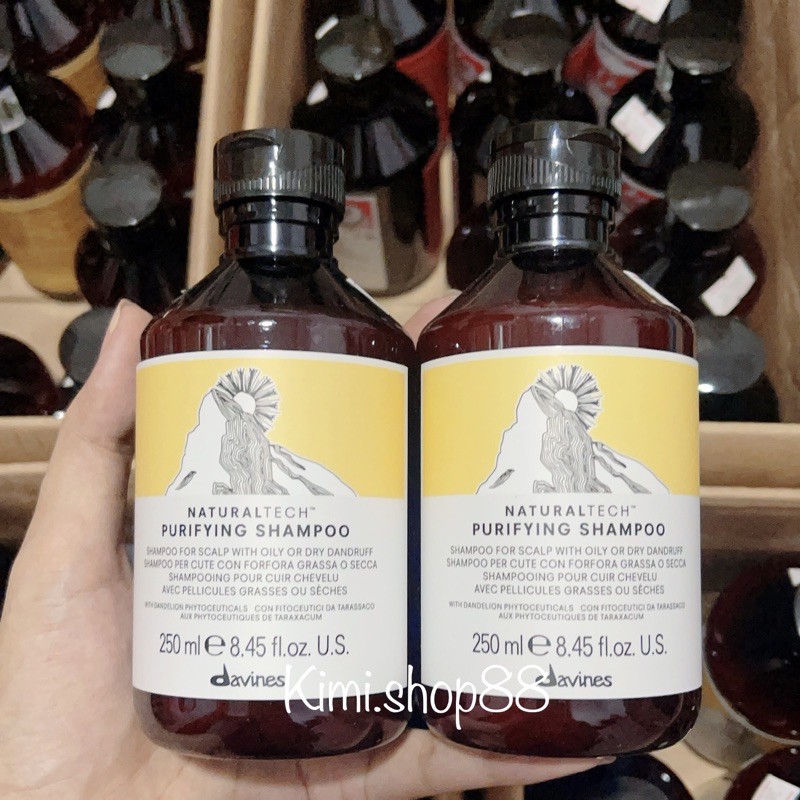 NATURALTECH™
PURIFYING SHAMPOO
SHAMPOO FOR SCALP WITH OILY OR DRY DANDRUFF
SHAMPOO PER CUTE CON FORFORA GRASSA O SECCA
SHAMPOOING POUR CUIR CHEVELU
AVEC PELLICULES GRASSES OU SÈCHES
WITH DANDELION PHYTOCEUTICALS CON FITOCEUTICI DA TARASSACO
AUX PHYTOCEUTIQUES DE TARAXACUM
250 ml ℮ 8.45 fl.oz. U.S.
davines
NATURALTECH™
PURIFYING SHAMPOO
SHAMPOO FOR SCALP WITH OILY OR DRY DANDRUFF
SHAMPOO PER CUTE CON FORFORA GRASSA O SECCA
SHAMPOOING POUR CUIR CHEVELU
AVEC PELLICULES GRASSES OU SÈCHES
WITH DANDELION PHYTOCEUTICALS CON FITOCEUTICI DA TARASSACO
AUX PHYTOCEUTIQUES DE TARAXACUM
250 ml ℮ 8.45 fl.oz. U.S.
davines
Kimi.shop88